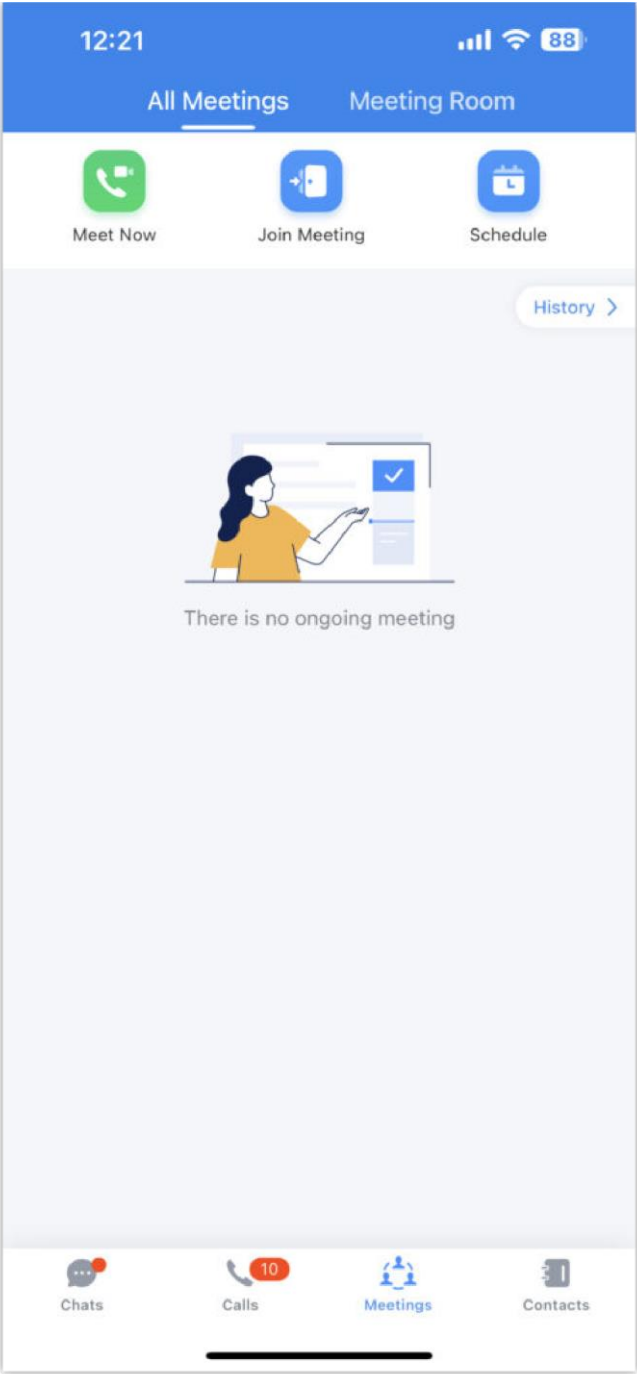 12:21 88
All Meetings Meeting Room
Meet Now Join Meeting Schedule
History
There is no ongoing meeting
10
Chats Calls Meetings Contacts